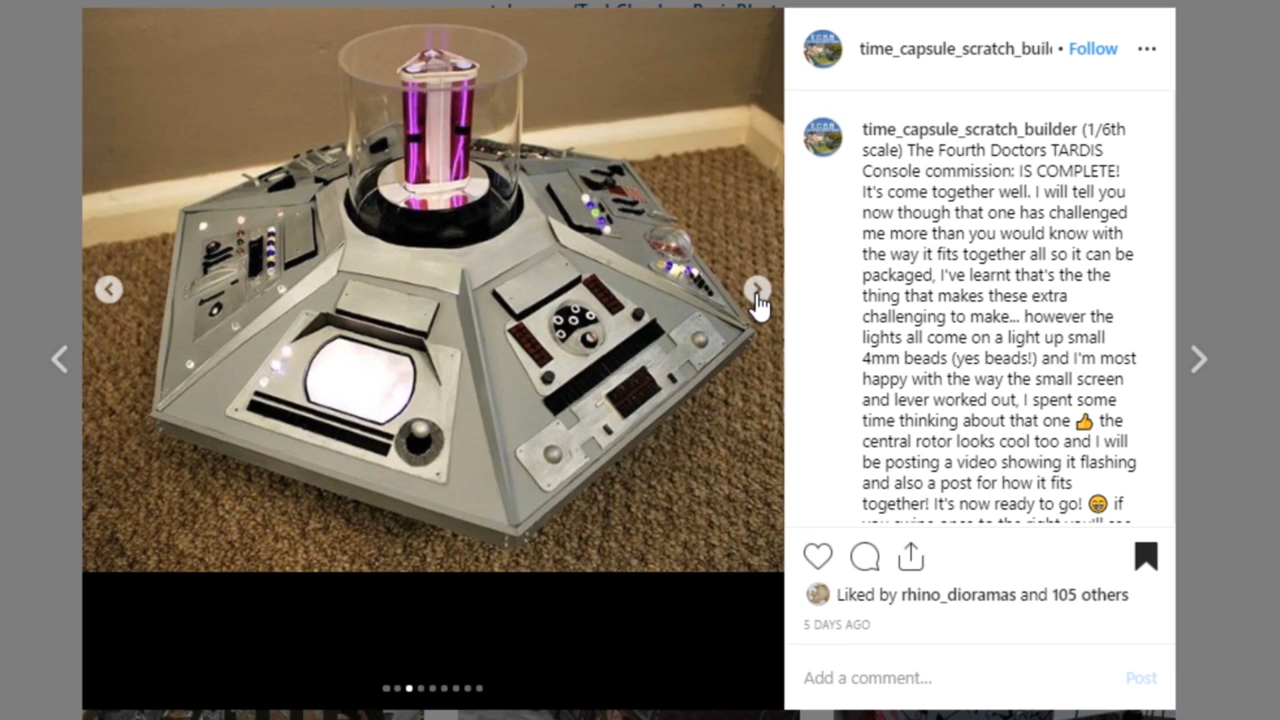 time_capsule_scratch_buil • Follow
time_capsule_scratch_builder (1/6th
scale) The Fourth Doctors TARDIS
Console commission: IS COMPLETE!
It's come together well. I will tell you
now though that one has challenged
me more than you would know with
the way it fits together all so it can be
packaged, I've learnt that's the the
thing that makes these extra
challenging to make... however the
lights all come on a light up small
4mm beads (yes beads!) and I'm most
happy with the way the small screen
and lever worked out, I spent some
time thinking about that one 👍 the
central rotor looks cool too and I will
be posting a video showing it flashing
and also a post for how it fits
together! It's now ready to go! 😁 if
Liked by rhino_dioramas and 105 others
5 DAYS AGO
Add a comment... Post